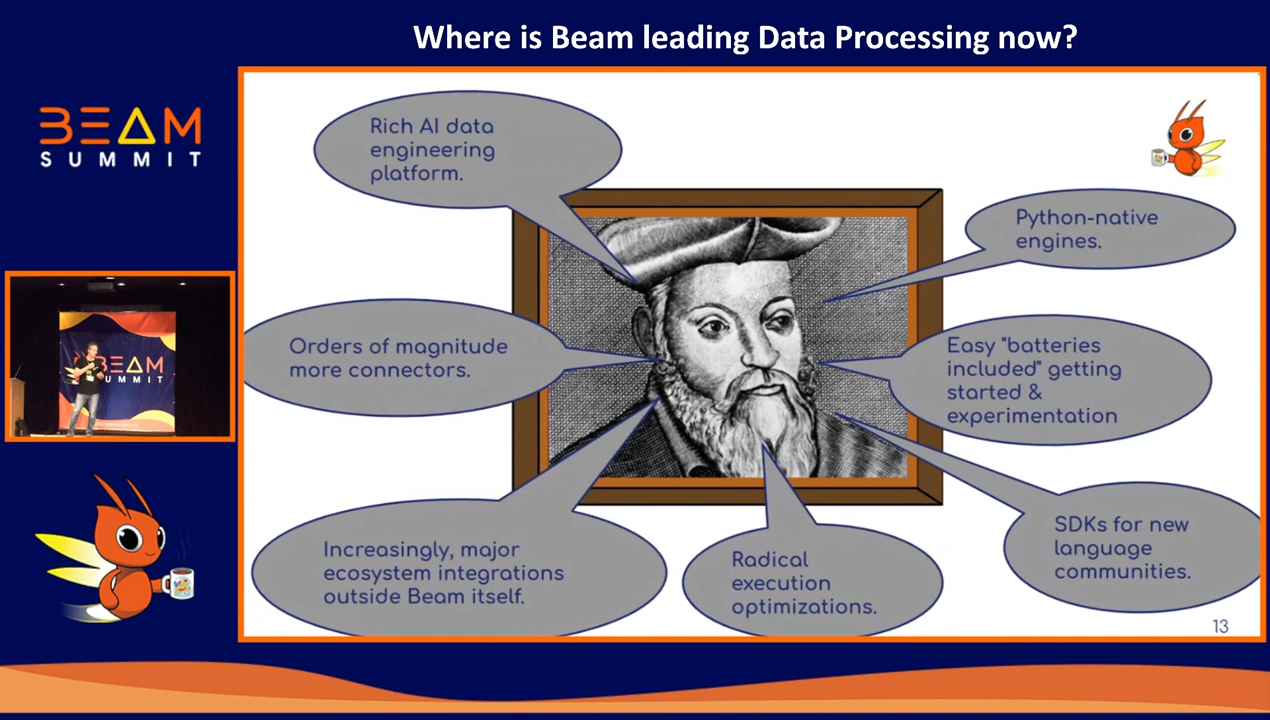 Where is Beam leading Data Processing now?
BEAM
SUMMIT
Rich AI data
engineering
platform.
Python-native
engines.
Orders of magnitude
more connectors.
Easy "batteries
included" getting
started &
experimentation
Increasingly, major
ecosystem integrations
outside Beam itself.
Radical
execution
optimizations.
SDKs for new
language
communities.
13
BEAM
SUMMIT